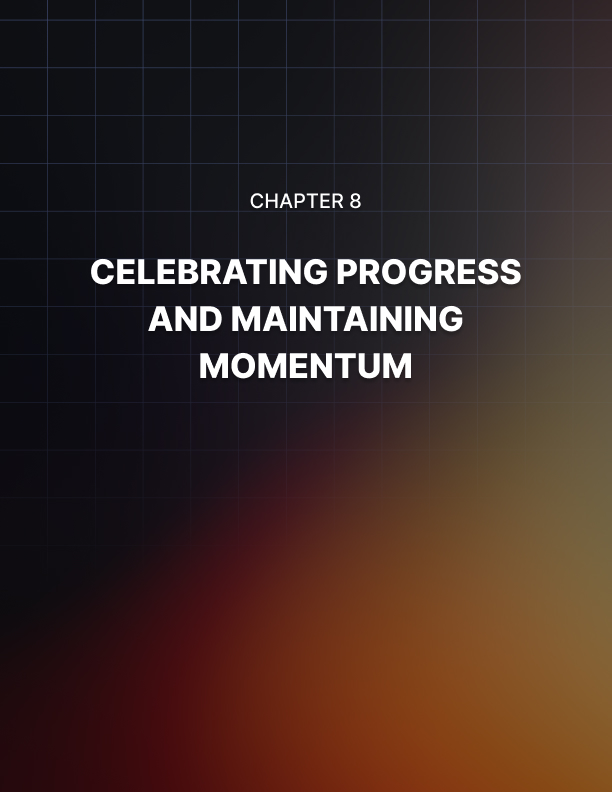 CHAPTER 8
CELEBRATING PROGRESS
AND MAINTAINING
MOMENTUM